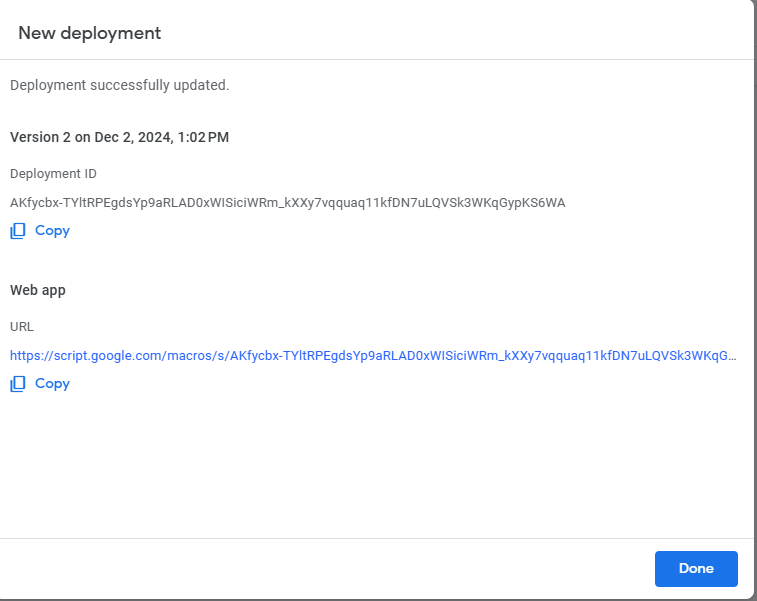 New deployment
Deployment successfully updated.
Version 2 on Dec 2, 2024, 1:02 PM
Deployment ID
AKfycbx-TYltRPEgdsYp9aRLAD0xWISiciWRm_kXXy7vqquaq11kfDN7uLQVSk3WKqGypKS6WA
Copy
Web app
URL
https://script.google.com/macros/s/AKfycbx-TYltRPEgdsYp9aRLAD0xWISiciWRm_kXXy7vqquaq11kfDN7uLQVSk3WKqG...
Copy
Done